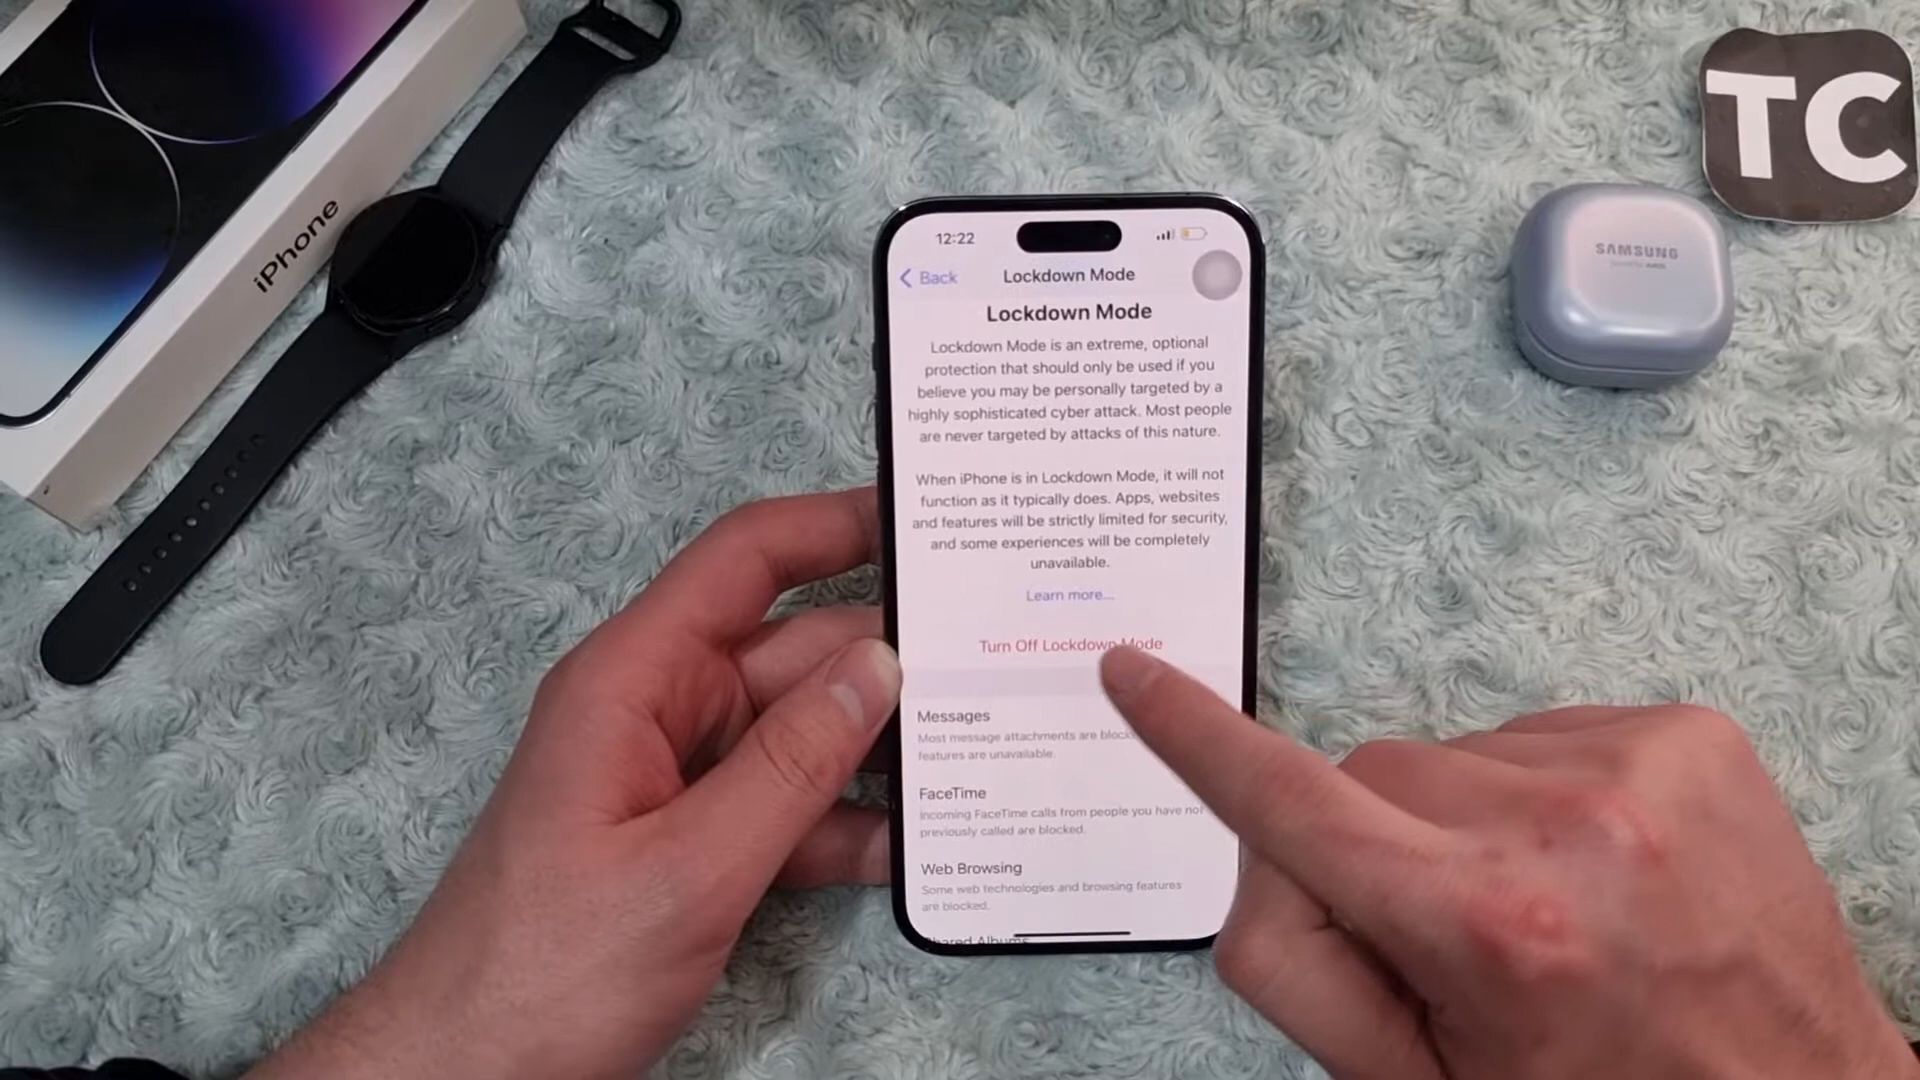 iPhone
TC
SAMSUNG
12:22
Back
Lockdown Mode
Lockdown Mode
Lockdown Mode is an extreme, optional
protection that should only be used if you
believe you may be personally targeted by a
highly sophisticated cyber attack. Most people
are never targeted by attacks of this nature.
When iPhone is in Lockdown Mode, it will not
function as it typically does. Apps, websites
and features will be strictly limited for security,
and some experiences will be completely
unavailable.
Learn more...
Turn Off Lockdown Mode
Messages
Most message attachments are block
features are unavailable.
FaceTime
Incoming FaceTime calls from people you have not
previously called are blocked.
Web Browsing
Some web technologies and browsing features
are blocked.
Shared Albums